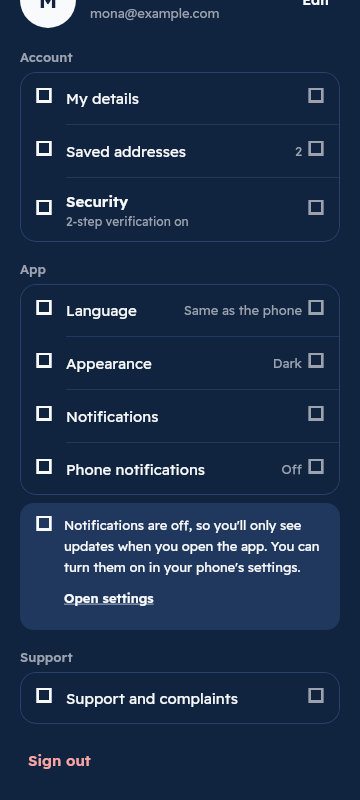 M
mona@example.com
Edit
Account
My details
Saved addresses 2
Security
2-step verification on
App
Language Same as the phone
Appearance Dark
Notifications
Phone notifications Off
Notifications are off, so you'll only see
updates when you open the app. You can
turn them on in your phone's settings.
Open settings
Support
Support and complaints
Sign out